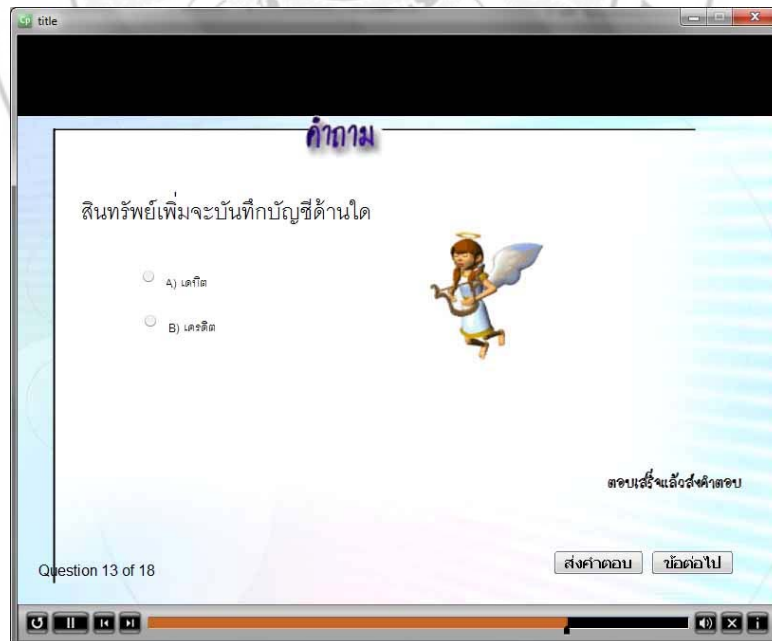 Cp title
คำถาม
สินทรัพย์เพิ่มจะบันทึกบัญชีด้านใด
A) เดบิต
B) เครดิต
ตอบเสร็จแล้วส่งคำตอบ
Question 13 of 18
ส่งคำตอบ ข้อต่อไป